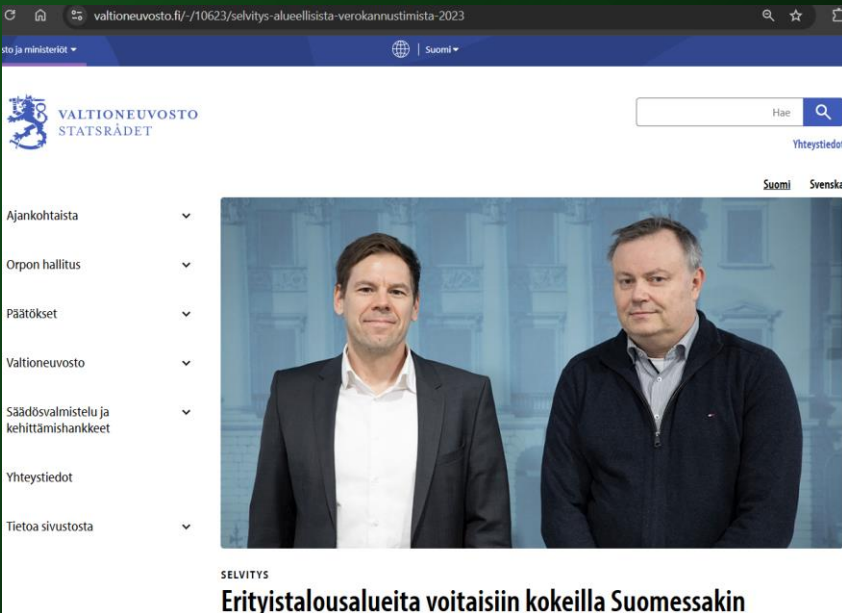 valtioneuvosto.fi/-/10623/selvitys-alueellisista-verokannustimista-2023
sto ja ministeriöt
Suomi
VALTIONEUVOSTO
STATSRÅDET
Hae
Yhteystiedot
Suomi Svenska
Ajankohtaista
Orpon hallitus
Päätökset
Valtioneuvosto
Säädösvalmistelu ja
kehittämishankkeet
Yhteystiedot
Tietoa sivustosta
SELVITYS
Erityistalousalueita voitaisiin kokeilla Suomessakin